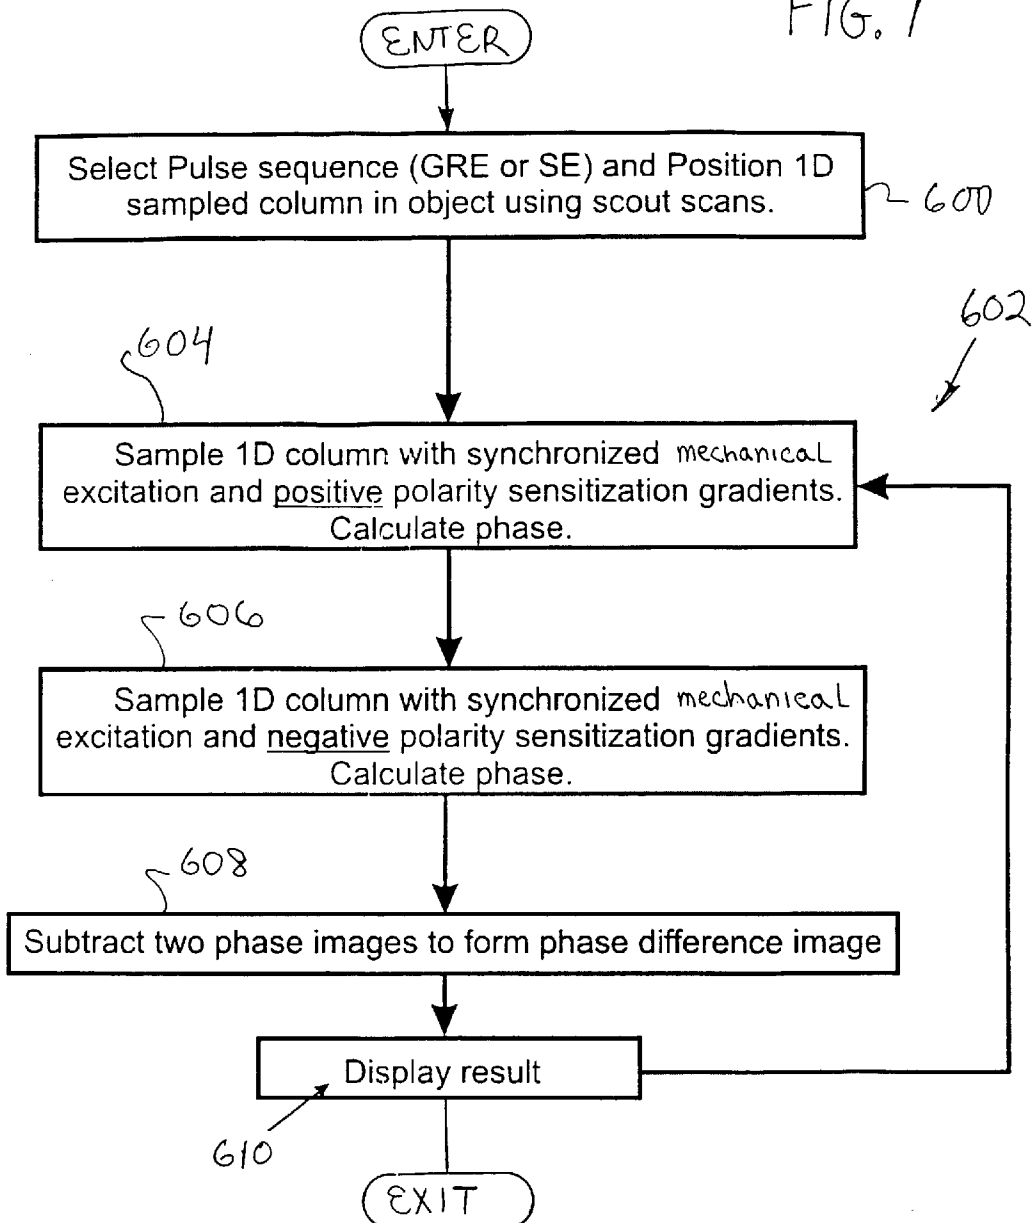 FIG. 1
ENTER
Select Pulse sequence (GRE or SE) and Position 1D
sampled column in object using scout scans.
600
602
604
Sample 1D column with synchronized mechanical
excitation and positive polarity sensitization gradients.
Calculate phase.
606
Sample 1D column with synchronized mechanical
excitation and negative polarity sensitization gradients.
Calculate phase.
608
Subtract two phase images to form phase difference image
Display result
610
EXIT